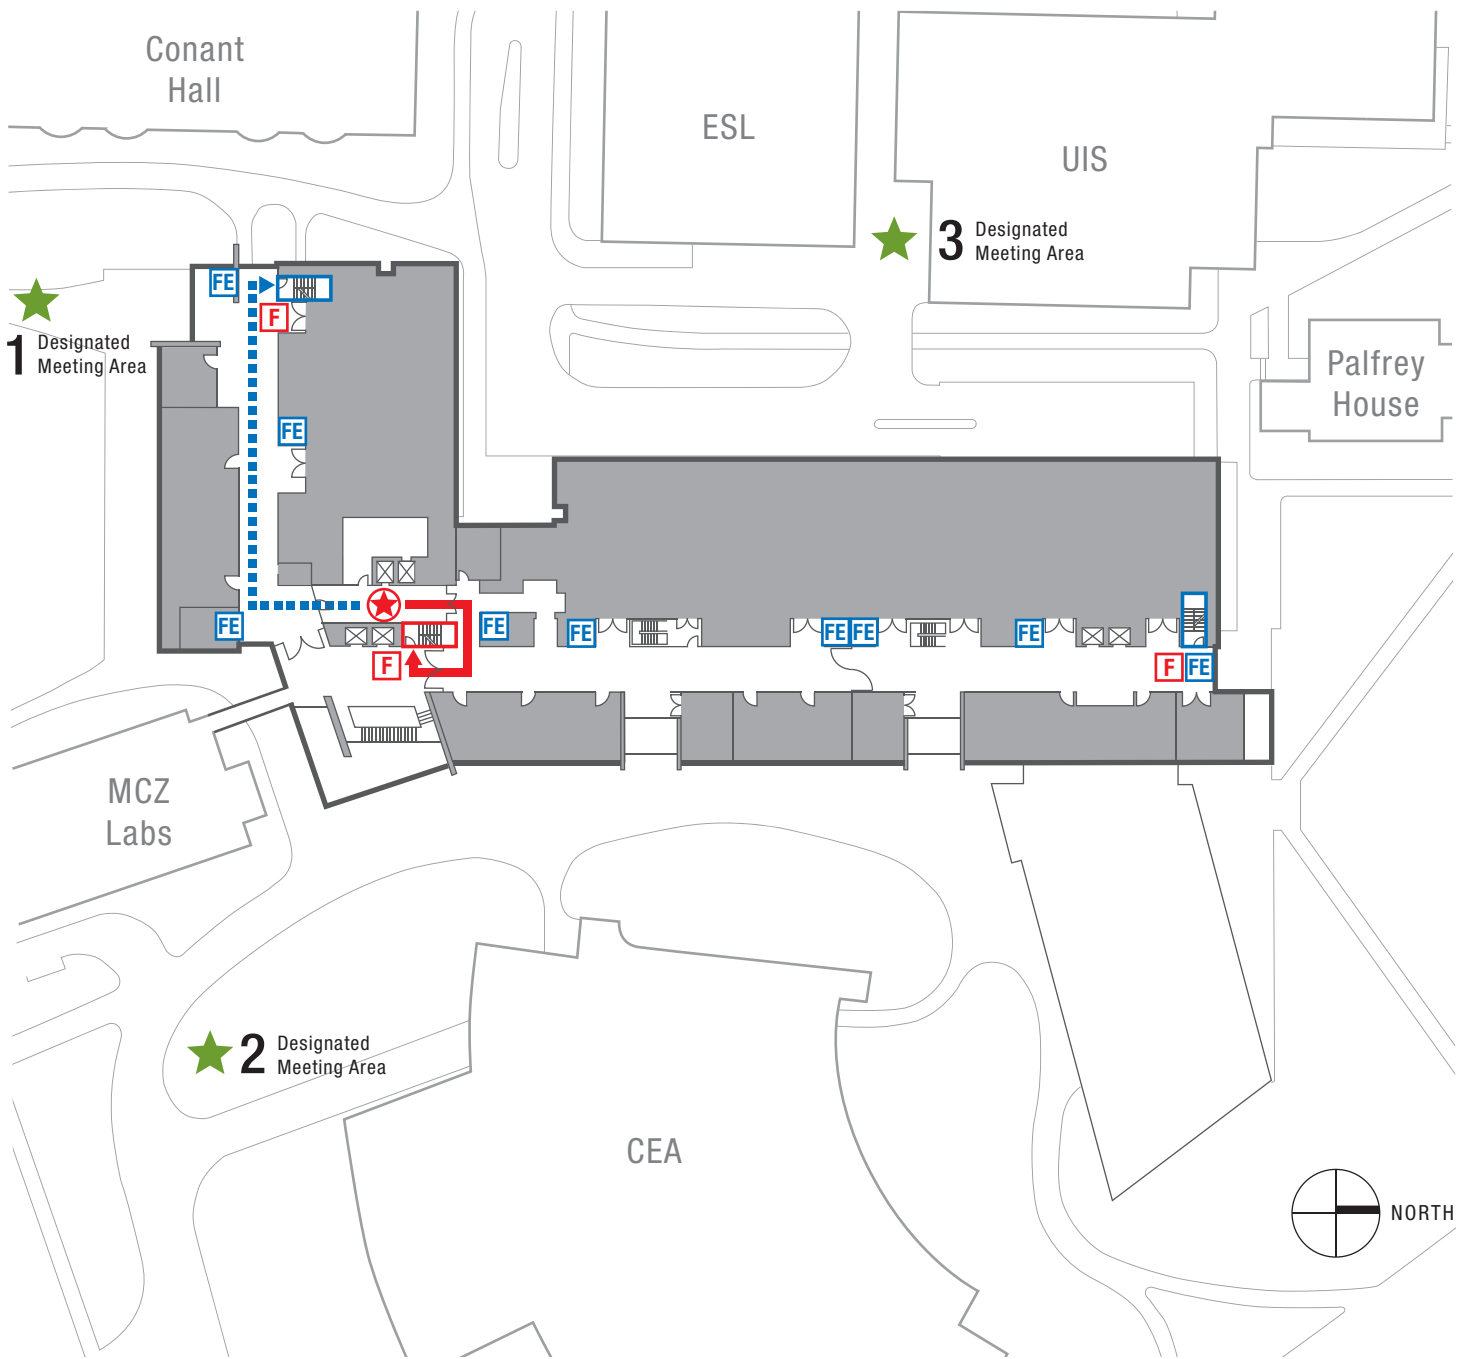 Conant
Hall
ESL
UIS
3 Designated
Meeting Area
FE
F
1 Designated
Meeting Area
Palfrey
House
FE
FE
FE
FE
FE
FE
FE
F
F
FE
MCZ
Labs
2 Designated
Meeting Area
CEA
NORTH